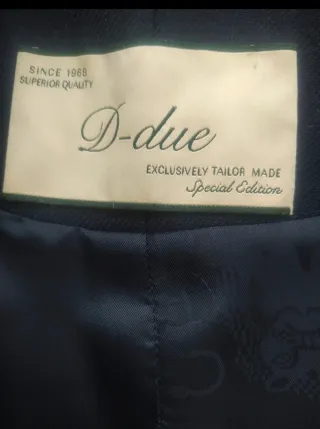 SINCE 1968
SUPERIOR QUALITY
D-due
EXCLUSIVELY TAILOR MADE
Special Edition